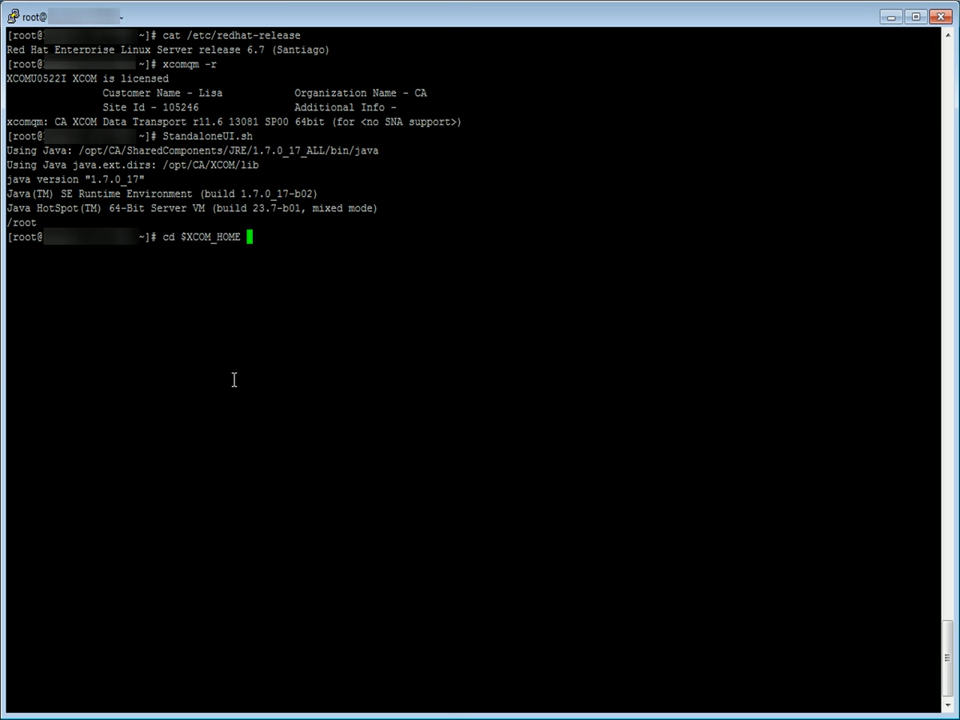 root@
[root@ ~]# cat /etc/redhat-release
Red Hat Enterprise Linux Server release 6.7 (Santiago)
[root@ ~]# xcomqm -r
XCOMU0522I XCOM is licensed
Customer Name - Lisa Organization Name - CA
Site Id - 105246 Additional Info -
xcomqm: CA XCOM Data Transport r11.6 13081 SP00 64bit (for <no SNA support>)
[root@ ~]# StandaloneUI.sh
Using Java: /opt/CA/SharedComponents/JRE/1.7.0_17_ALL/bin/java
Using Java java.ext.dirs: /opt/CA/XCOM/lib
java version "1.7.0_17"
Java(TM) SE Runtime Environment (build 1.7.0_17-b02)
Java HotSpot(TM) 64-Bit Server VM (build 23.7-b01, mixed mode)
/root
[root@ ~]# cd $XCOM_HOME